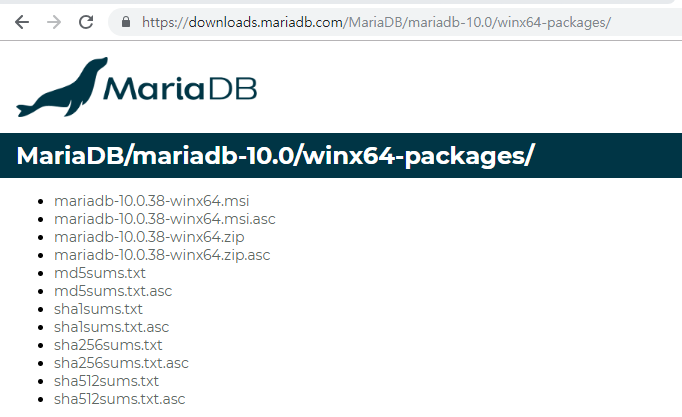 https://downloads.mariadb.com/MariaDB/mariadb-10.0/winx64-packages/
MariaDB
MariaDB/mariadb-10.0/winx64-packages/
mariadb-10.0.38-winx64.msi
mariadb-10.0.38-winx64.msi.asc
mariadb-10.0.38-winx64.zip
mariadb-10.0.38-winx64.zip.asc
md5sums.txt
md5sums.txt.asc
sha1sums.txt
sha1sums.txt.asc
sha256sums.txt
sha256sums.txt.asc
sha512sums.txt
sha512sums.txt.asc